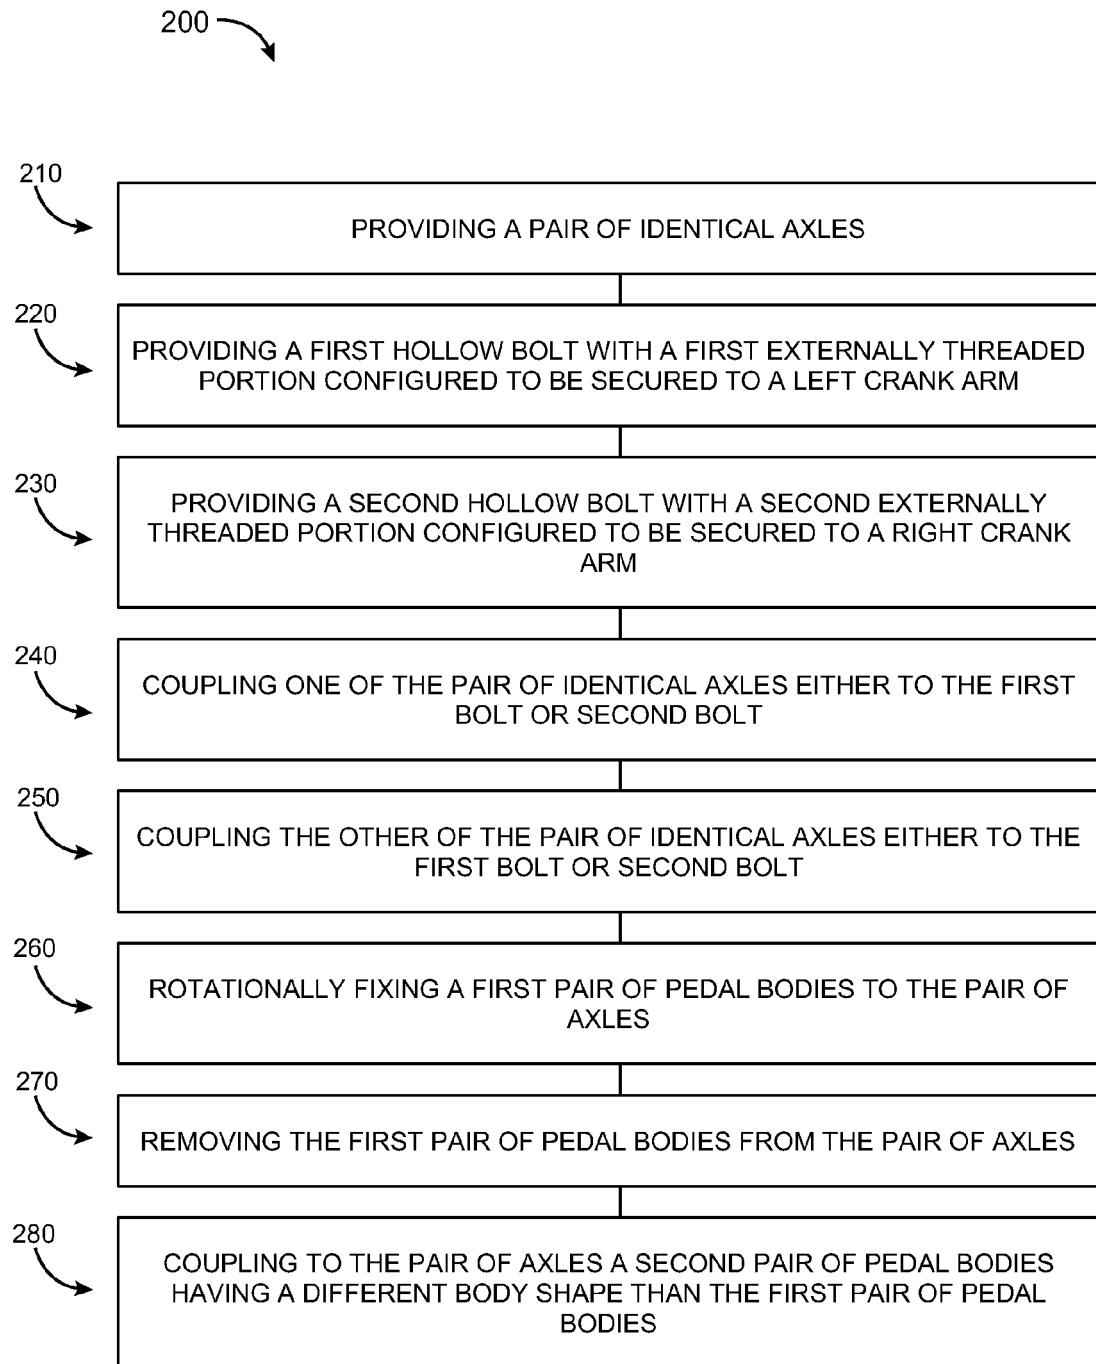 200
210
PROVIDING A PAIR OF IDENTICAL AXLES
220
PROVIDING A FIRST HOLLOW BOLT WITH A FIRST EXTERNALLY THREADED
PORTION CONFIGURED TO BE SECURED TO A LEFT CRANK ARM
230
PROVIDING A SECOND HOLLOW BOLT WITH A SECOND EXTERNALLY
THREADED PORTION CONFIGURED TO BE SECURED TO A RIGHT CRANK
ARM
240
COUPLING ONE OF THE PAIR OF IDENTICAL AXLES EITHER TO THE FIRST
BOLT OR SECOND BOLT
250
COUPLING THE OTHER OF THE PAIR OF IDENTICAL AXLES EITHER TO THE
FIRST BOLT OR SECOND BOLT
260
ROTATIONALLY FIXING A FIRST PAIR OF PEDAL BODIES TO THE PAIR OF
AXLES
270
REMOVING THE FIRST PAIR OF PEDAL BODIES FROM THE PAIR OF AXLES
280
COUPLING TO THE PAIR OF AXLES A SECOND PAIR OF PEDAL BODIES
HAVING A DIFFERENT BODY SHAPE THAN THE FIRST PAIR OF PEDAL
BODIES